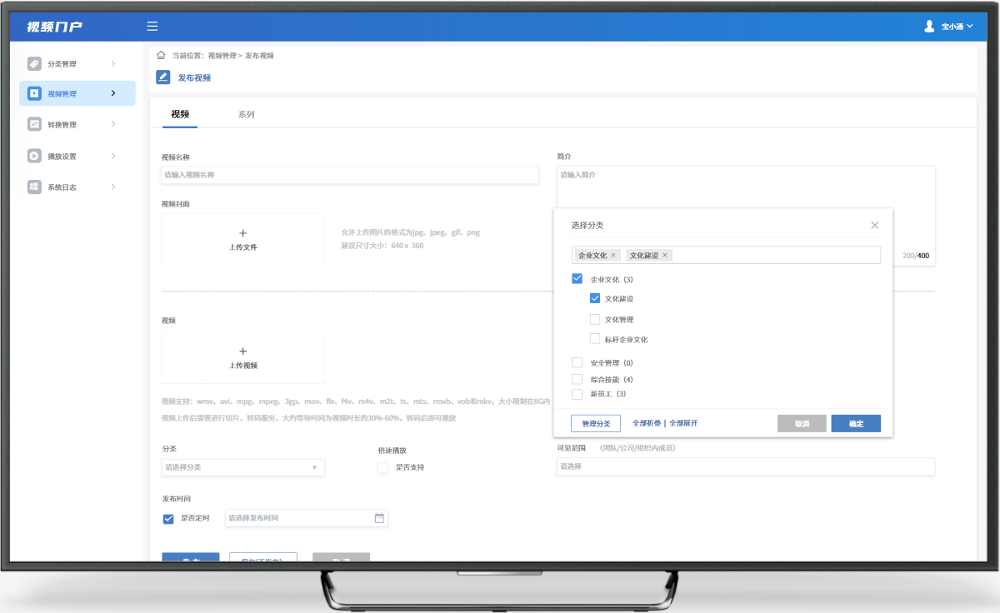 视频门户
宝小通
分类管理
视频管理
转换管理
播放设置
系统日志
当前位置：视频管理 > 发布视频
发布视频
视频
系列
视频名称
请输入视频名称
简介
请输入简介
200/400
视频封面
上传文件
允许上传图片的格式为jpg、jpeg、gif、png
建议尺寸大小：640 x 360
视频
上传视频
视频支持：wmv、avi、mpg、mpeg、3gp、mov、flv、f4v、m4v、m2t、ts、mts、rmvb、vob和mkv，大小限制在8G内
视频上传后需要进行切片、转码服务，大约等待时间为视频时长的30%-60%，转码后即可播放
选择分类
企业文化 ×
文化建设 ×
企业文化（3）
文化建设
文化管理
标杆企业文化
安全管理（0）
综合技能（4）
新员工（3）
管理分类
全部折叠 | 全部展开
取消
确定
分类
请选择分类
倍速播放
是否支持
可见范围 （团队/公司/组织内成员）
请选择
发布时间
是否定时
请选择发布时间